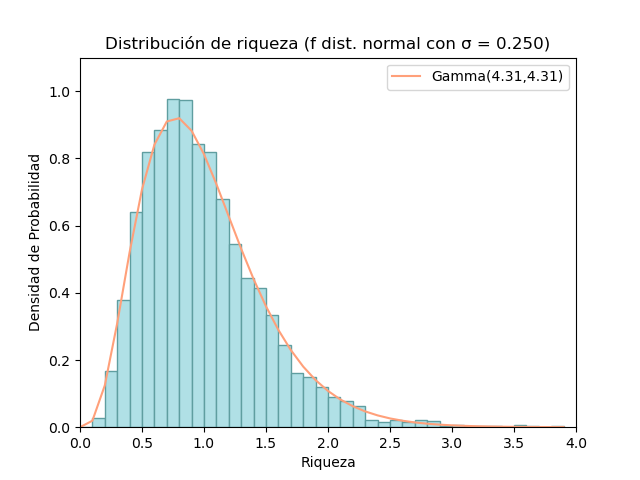 Distribución de riqueza (f dist. normal con σ = 0.250)
Gamma(4.31,4.31)
Densidad de Probabilidad
1.0
0.8
0.6
0.4
0.2
0.0
0.0 0.5 1.0 1.5 2.0 2.5 3.0 3.5 4.0
Riqueza